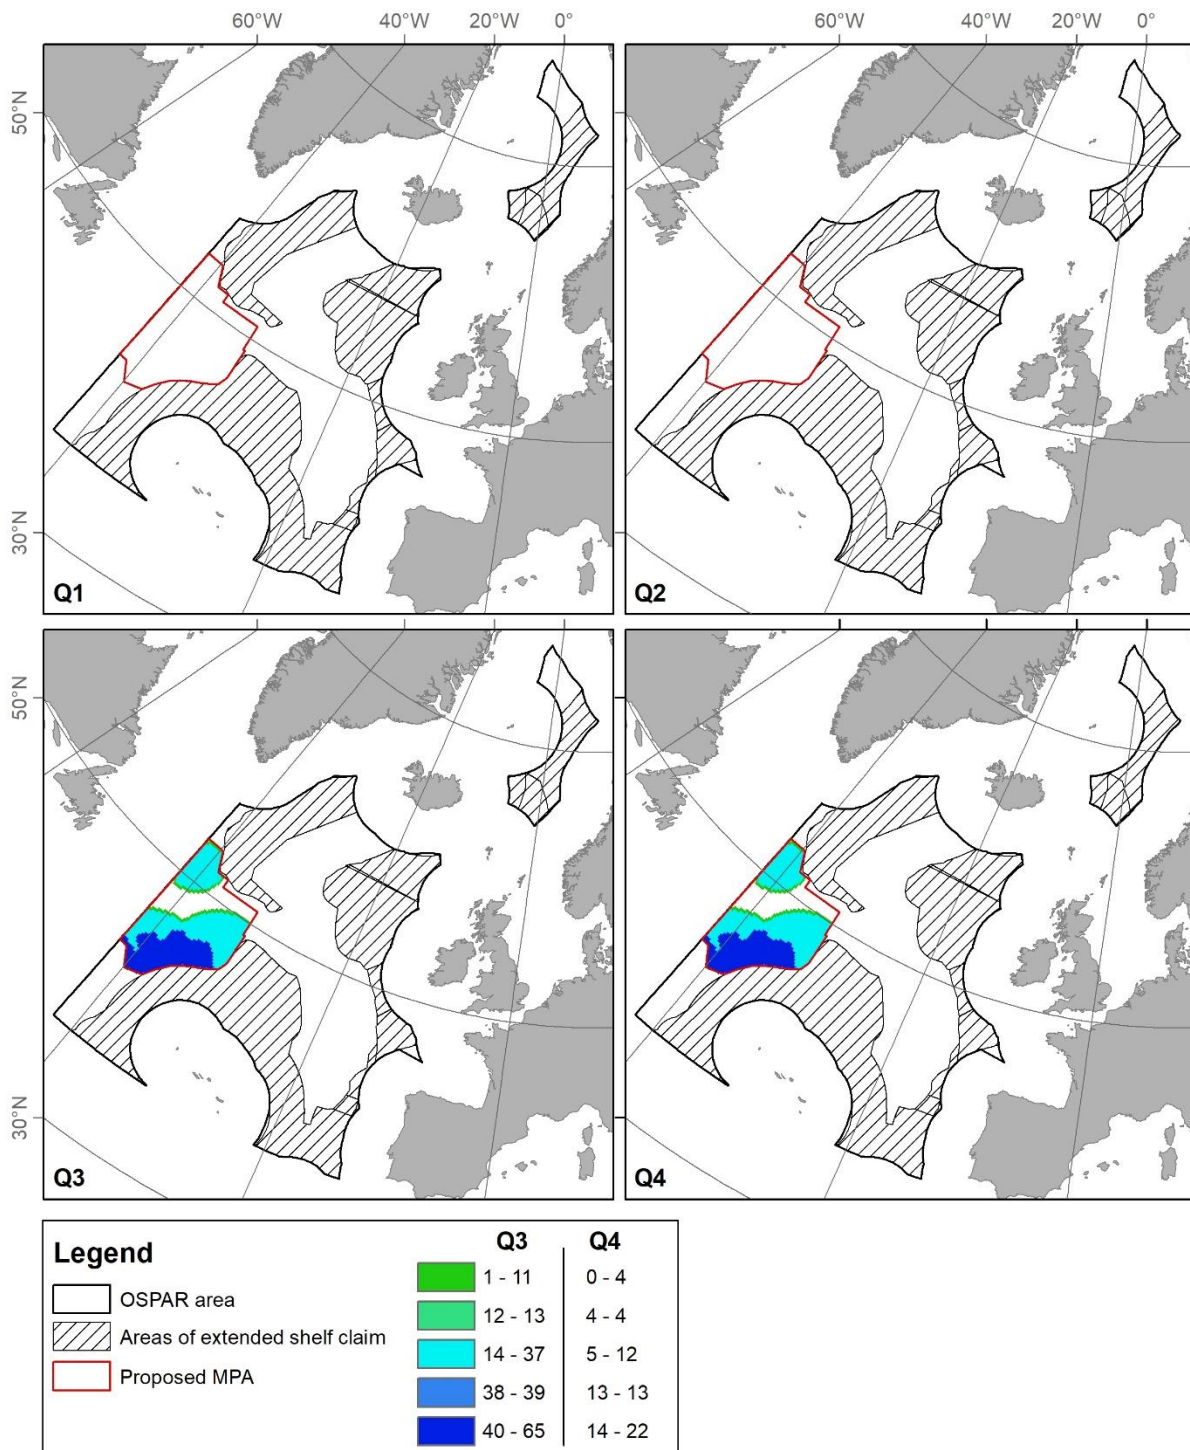 60°W 40°W 20°W 0° 60°W 40°W 20°W 0°
50°N
30°N
Q1 Q2
50°N
30°N
Q3 Q4
Legend
OSPAR area
Areas of extended shelf claim
Proposed MPA
Q3 Q4
1 - 11 0 - 4
12 - 13 4 - 4
14 - 37 5 - 12
38 - 39 13 - 13
40 - 65 14 - 22